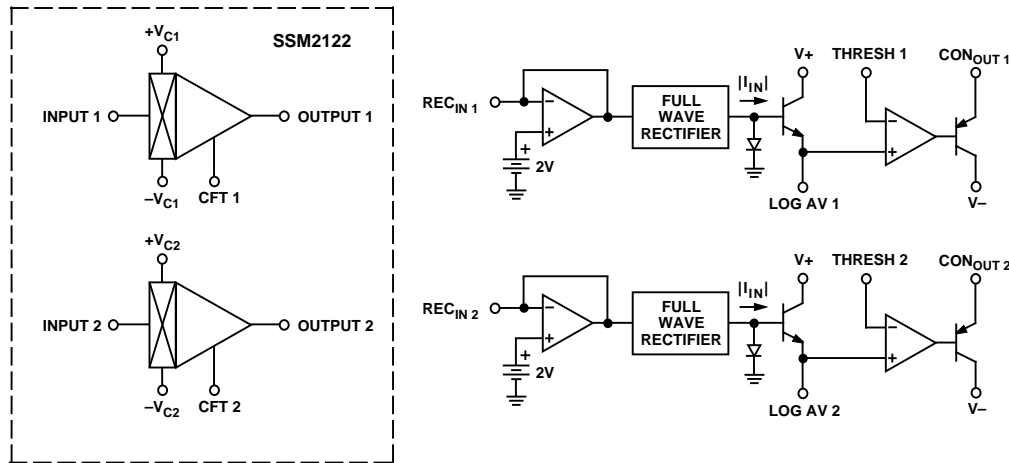 +VC1
SSM2122
INPUT 1
OUTPUT 1
–VC1
CFT 1
+VC2
INPUT 2
OUTPUT 2
–VC2
CFT 2
V+
THRESH 1
CONOUT 1
|IIN|
RECIN 1
–
+
+
2V
FULL
WAVE
RECTIFIER
–
+
LOG AV 1
V–
V+
THRESH 2
CONOUT 2
|IIN|
RECIN 2
–
+
+
2V
FULL
WAVE
RECTIFIER
–
+
LOG AV 2
V–